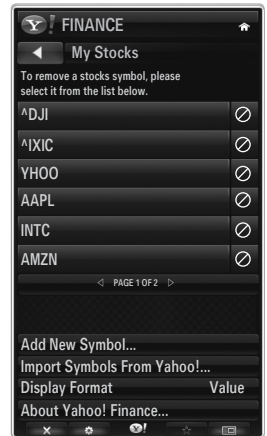 Y! FINANCE
My Stocks
To remove a stocks symbol, please
select it from the list below.
^DJI
^IXIC
YHOO
AAPL
INTC
AMZN
PAGE 1 OF 2
Add New Symbol...
Import Symbols From Yahoo!...
Display Format Value
About Yahoo! Finance...
Y!